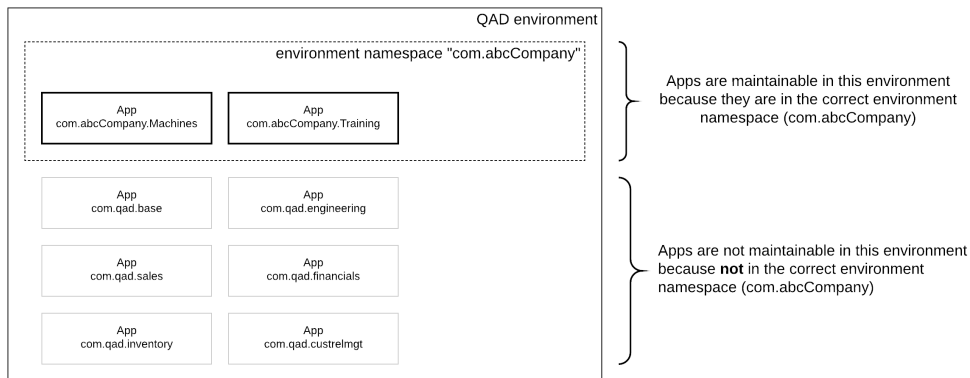 QAD environment
environment namespace "com.abcCompany"
App
com.abcCompany.Machines
App
com.abcCompany.Training
Apps are maintainable in this environment
because they are in the correct environment
namespace (com.abcCompany)
App
com.qad.base
App
com.qad.engineering
App
com.qad.sales
App
com.qad.financials
App
com.qad.inventory
App
com.qad.custrelmgt
Apps are not maintainable in this environment
because not in the correct environment
namespace (com.abcCompany)